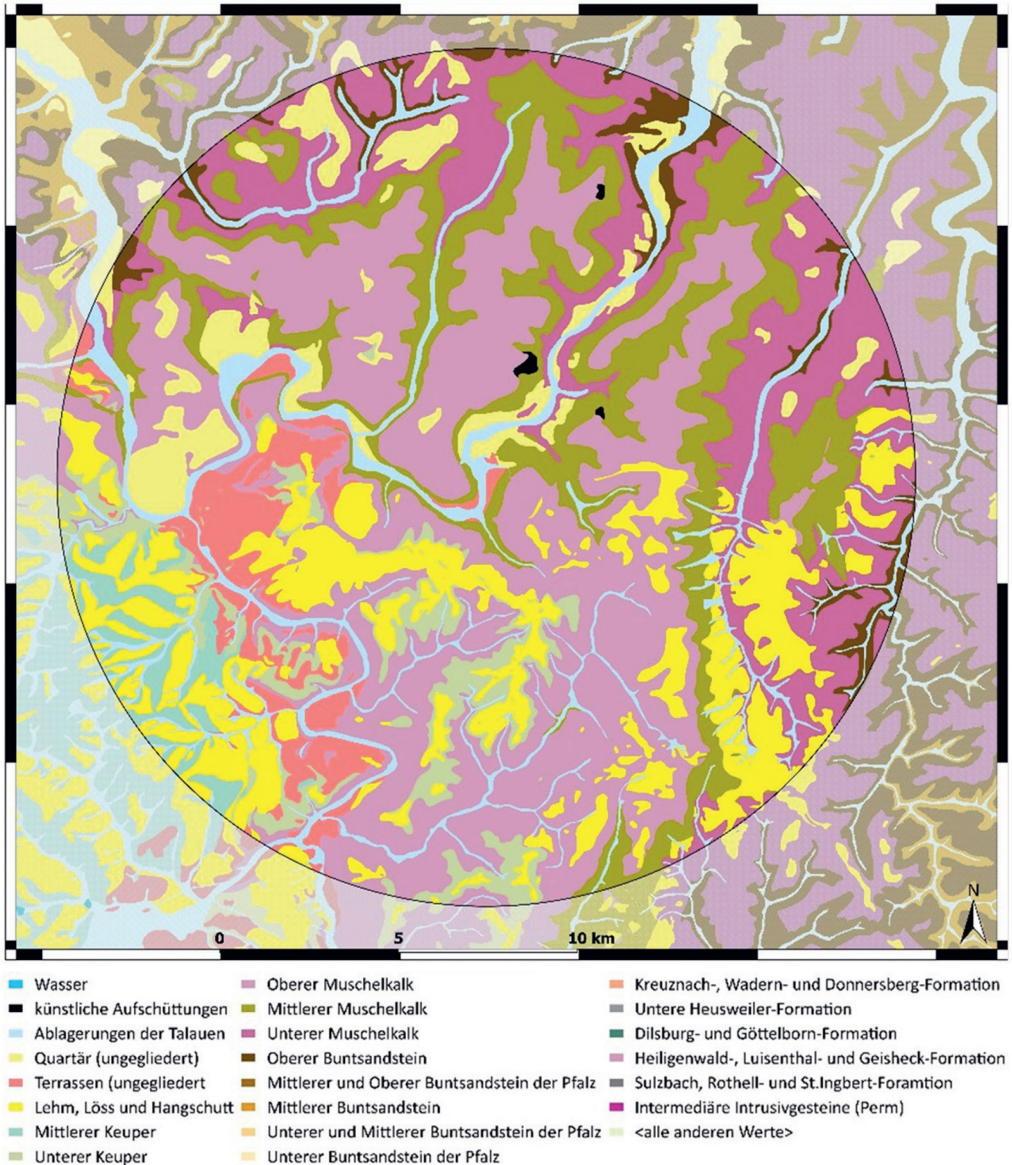 N
0 5 10 km
Wasser
künstliche Aufschüttungen
Ablagerungen der Talauen
Quartär (ungegliedert)
Terrassen (ungegliedert
Lehm, Löss und Hangschutt
Mittlerer Keuper
Unterer Keuper
Oberer Muschelkalk
Mittlerer Muschelkalk
Unterer Muschelkalk
Oberer Buntsandstein
Mittlerer und Oberer Buntsandstein der Pfalz
Mittlerer Buntsandstein
Unterer und Mittlerer Buntsandstein der Pfalz
Unterer Buntsandstein der Pfalz
Kreuznach-, Wadern- und Donnersberg-Formation
Untere Heusweiler-Formation
Dilsburg- und Göttelborn-Formation
Heiligenwald-, Luisenthal- und Geisheck-Formation
Sulzbach, Rothell- und St.Ingbert-Foramtion
Intermediäre Intrusivgesteine (Perm)
<alle anderen Werte>